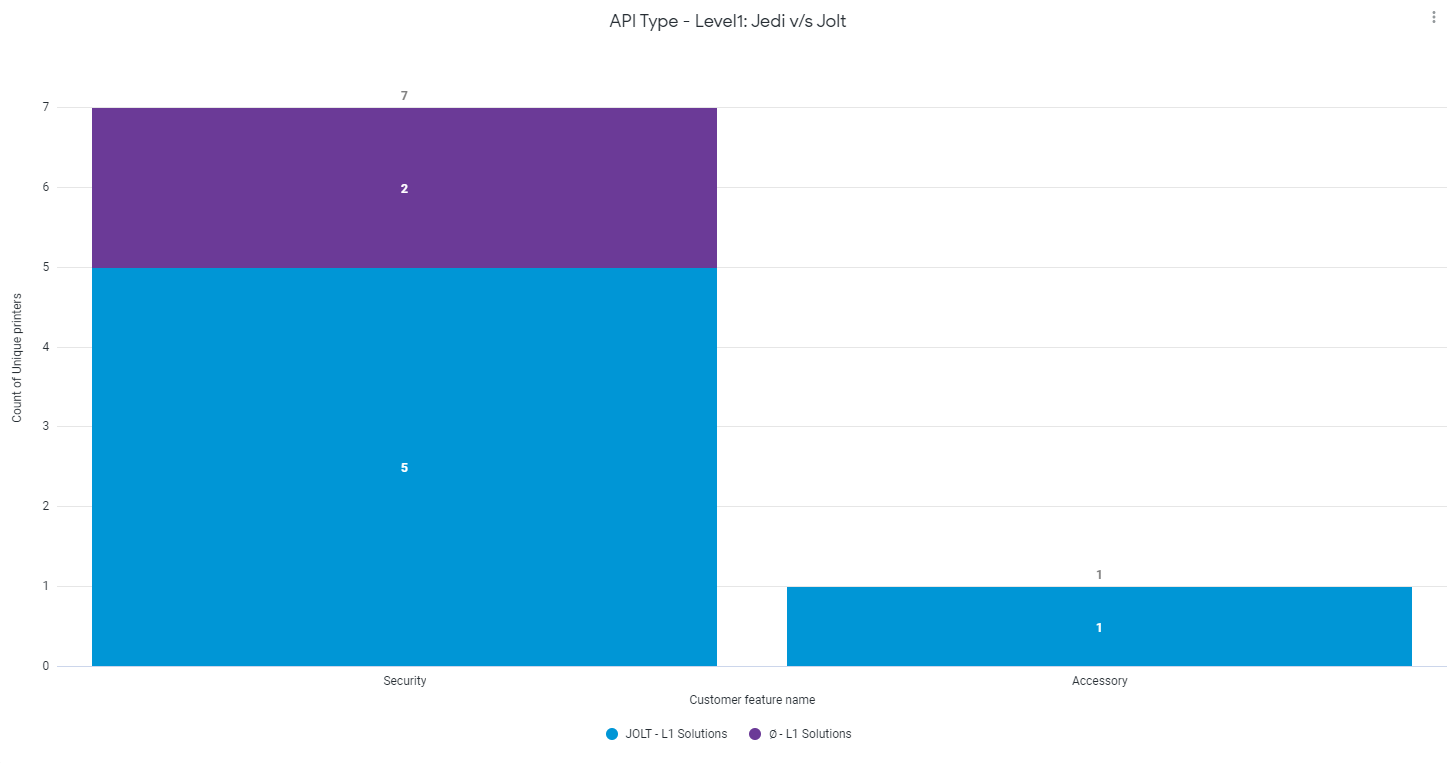 API Type - Level1: Jedi v/s Jolt
7
7
6
2
5
Count of Unique printers
4
3
5
2
1
1
1
0
Security
Accessory
Customer feature name
JOLT - L1 Solutions
Ø - L1 Solutions